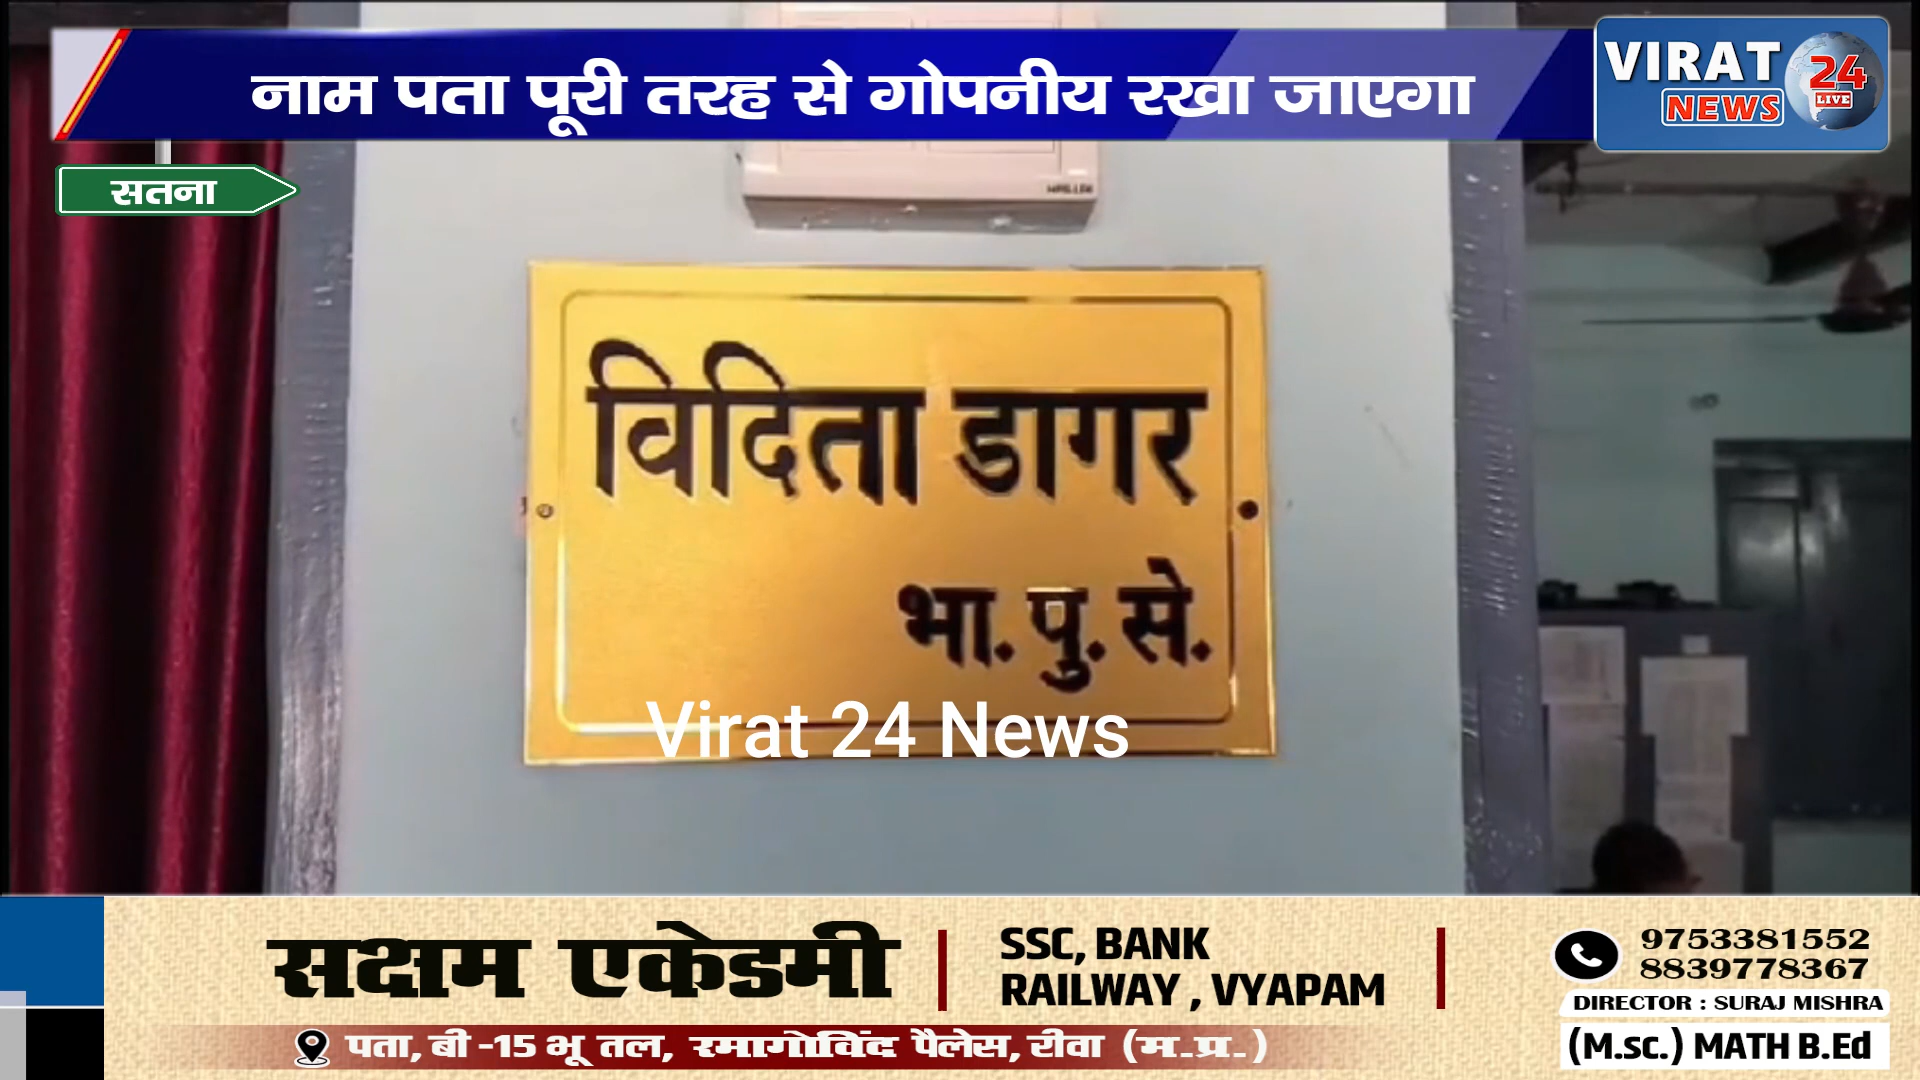 नाम पता पूरी तरह से गोपनीय रखा जाएगा
VIRAT
NEWS
24
LIVE
सतना
विदिता डागर
भा. पु. से.
Virat 24 News
सक्षम एकेडमी
SSC, BANK
RAILWAY , VYAPAM
9753381552
8839778367
DIRECTOR : SURAJ MISHRA
(M.sc.) MATH B.Ed
पता, बी -15 भू तल, रमागोविंद पैलेस, रीवा (म.प्र.)